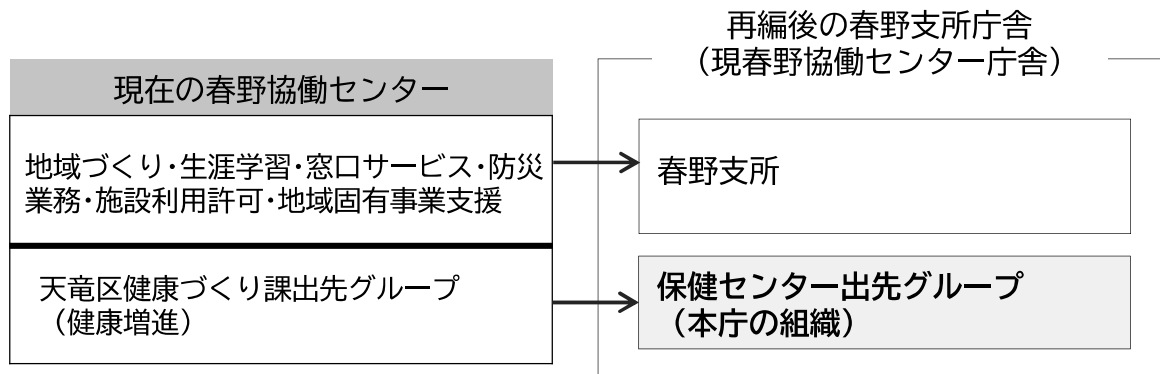 再編後の春野支所庁舎
（現春野協働センター庁舎）
現在の春野協働センター
地域づくり・生涯学習・窓口サービス・防災
業務・施設利用許可・地域固有事業支援
春野支所
天竜区健康づくり課出先グループ
（健康増進）
保健センター出先グループ
（本庁の組織）